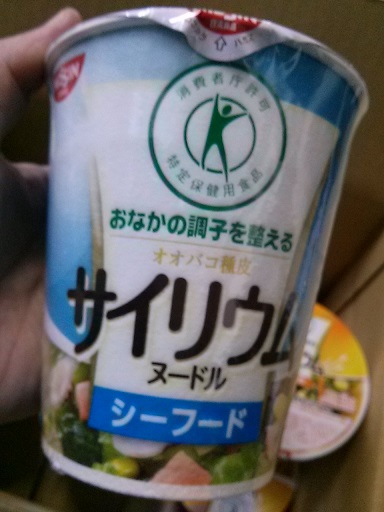 NISSIN
消費者庁許可
特定保健用食品
おなかの調子を整える
オオバコ種皮
サイリウム
ヌードル
シーフード